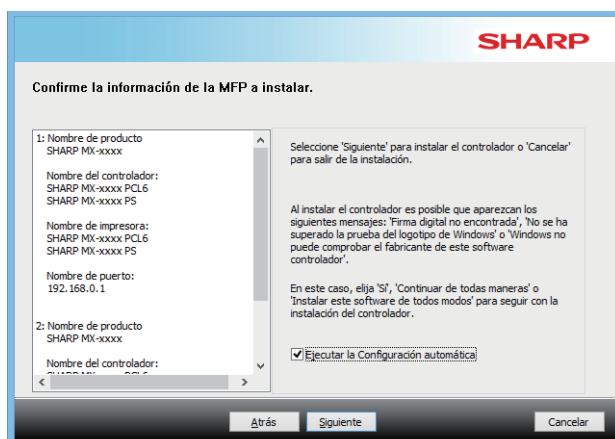 SHARP
Confirme la información de la MFP a instalar.
1: Nombre de producto
SHARP MX-xxxx
Nombre del controlador:
SHARP MX-xxxx PCL6
SHARP MX-xxxx PS
Nombre de impresora:
SHARP MX-xxxx PCL6
SHARP MX-xxxx PS
Nombre de puerto:
192.168.0.1
2: Nombre de producto
SHARP MX-xxxx
Nombre del controlador:
Seleccione 'Siguiente' para instalar el controlador o 'Cancelar'
para salir de la instalación.
Al instalar el controlador es posible que aparezcan los
siguientes mensajes: 'Firma digital no encontrada', 'No se ha
superado la prueba del logotipo de Windows' o 'Windows no
puede comprobar el fabricante de este software
controlador'.
En este caso, elija 'Sí', 'Continuar de todas maneras' o
'Instalar este software de todos modos' para seguir con la
instalación del controlador.
Ejecutar la Configuración automática
Atrás
Siguiente
Cancelar